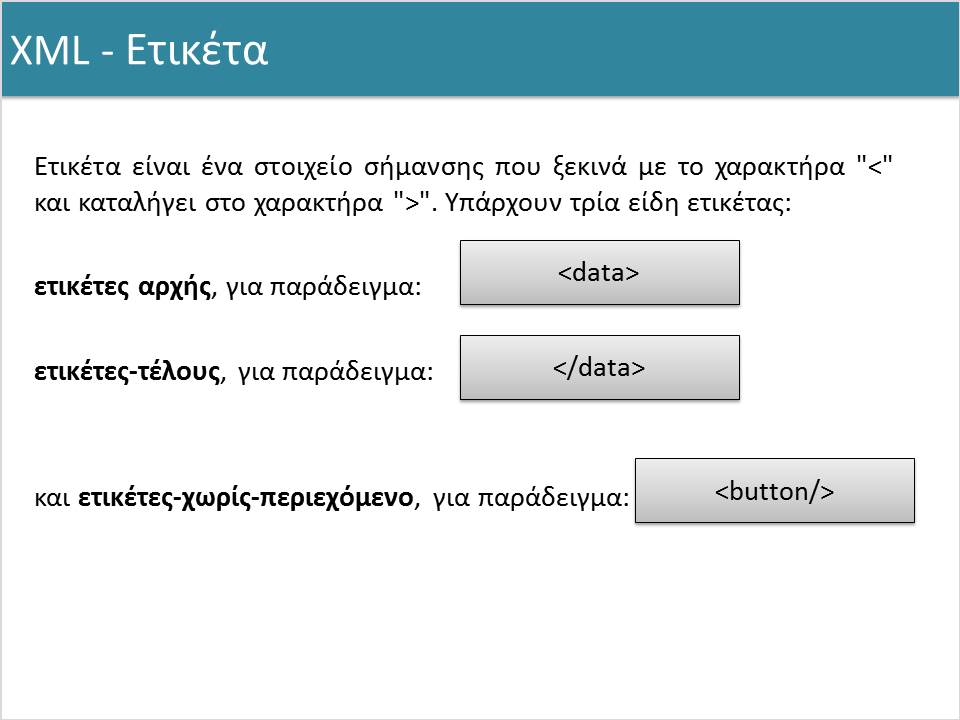 XML - Ετικέτα
Ετικέτα είναι ένα στοιχείο σήμανσης που ξεκινά με το χαρακτήρα "<"
και καταλήγει στο χαρακτήρα ">". Υπάρχουν τρία είδη ετικέτας:
ετικέτες αρχής, για παράδειγμα: <data>
ετικέτες-τέλους, για παράδειγμα: </data>
και ετικέτες-χωρίς-περιεχόμενο, για παράδειγμα: <button/>